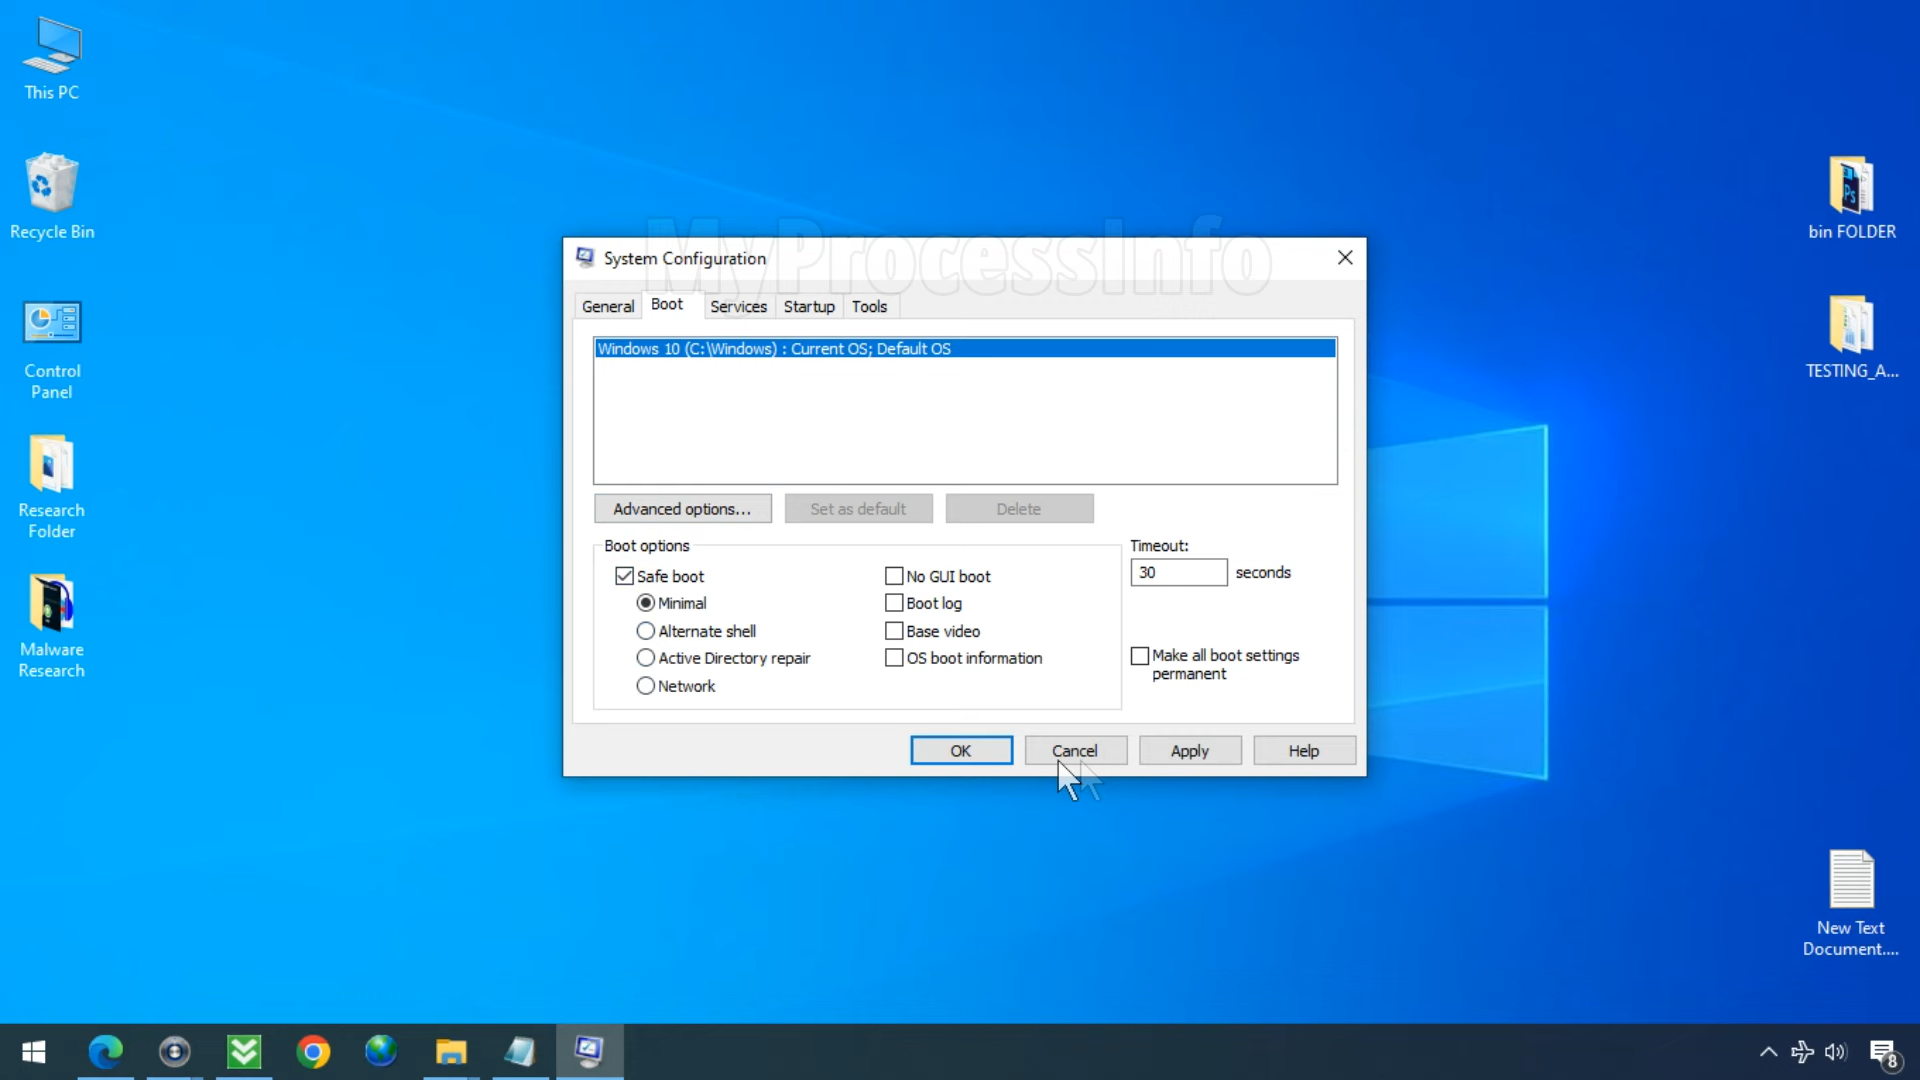 This PC
Recycle Bin
Control
Panel
Research
Folder
Malware
Research
bin FOLDER
TESTING_A...
New Text
Document....
MyProcessInfo
System Configuration
General Boot Services Startup Tools
Windows 10 (C:\Windows) : Current OS; Default OS
Advanced options... Set as default Delete
Boot options
Safe boot
Minimal
Alternate shell
Active Directory repair
Network
No GUI boot
Boot log
Base video
OS boot information
Timeout:
30 seconds
Make all boot settings
permanent
OK Cancel Apply Help
Ps
8